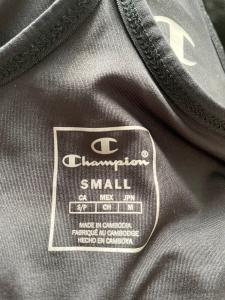 Champion®
SMALL
CA MEX JPN
S/P CH M
MADE IN CAMBODIA
FABRIQUÉ AU CAMBODGE
HECHO EN CAMBOYA